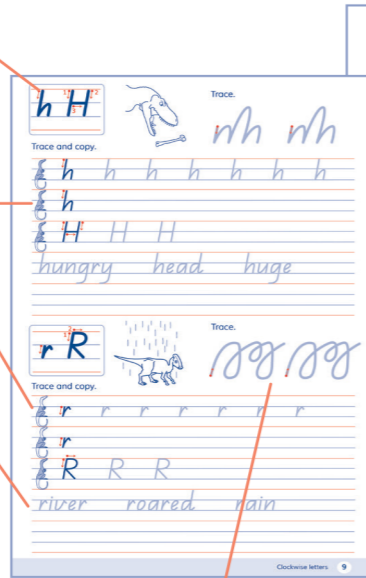 h H
Trace.
Trace and copy.
h h h h h h h
h
H H H
hungry head huge
r R
Trace.
Trace and copy.
r r r r r r r
r
R R R
river roared rain
Clockwise letters 9